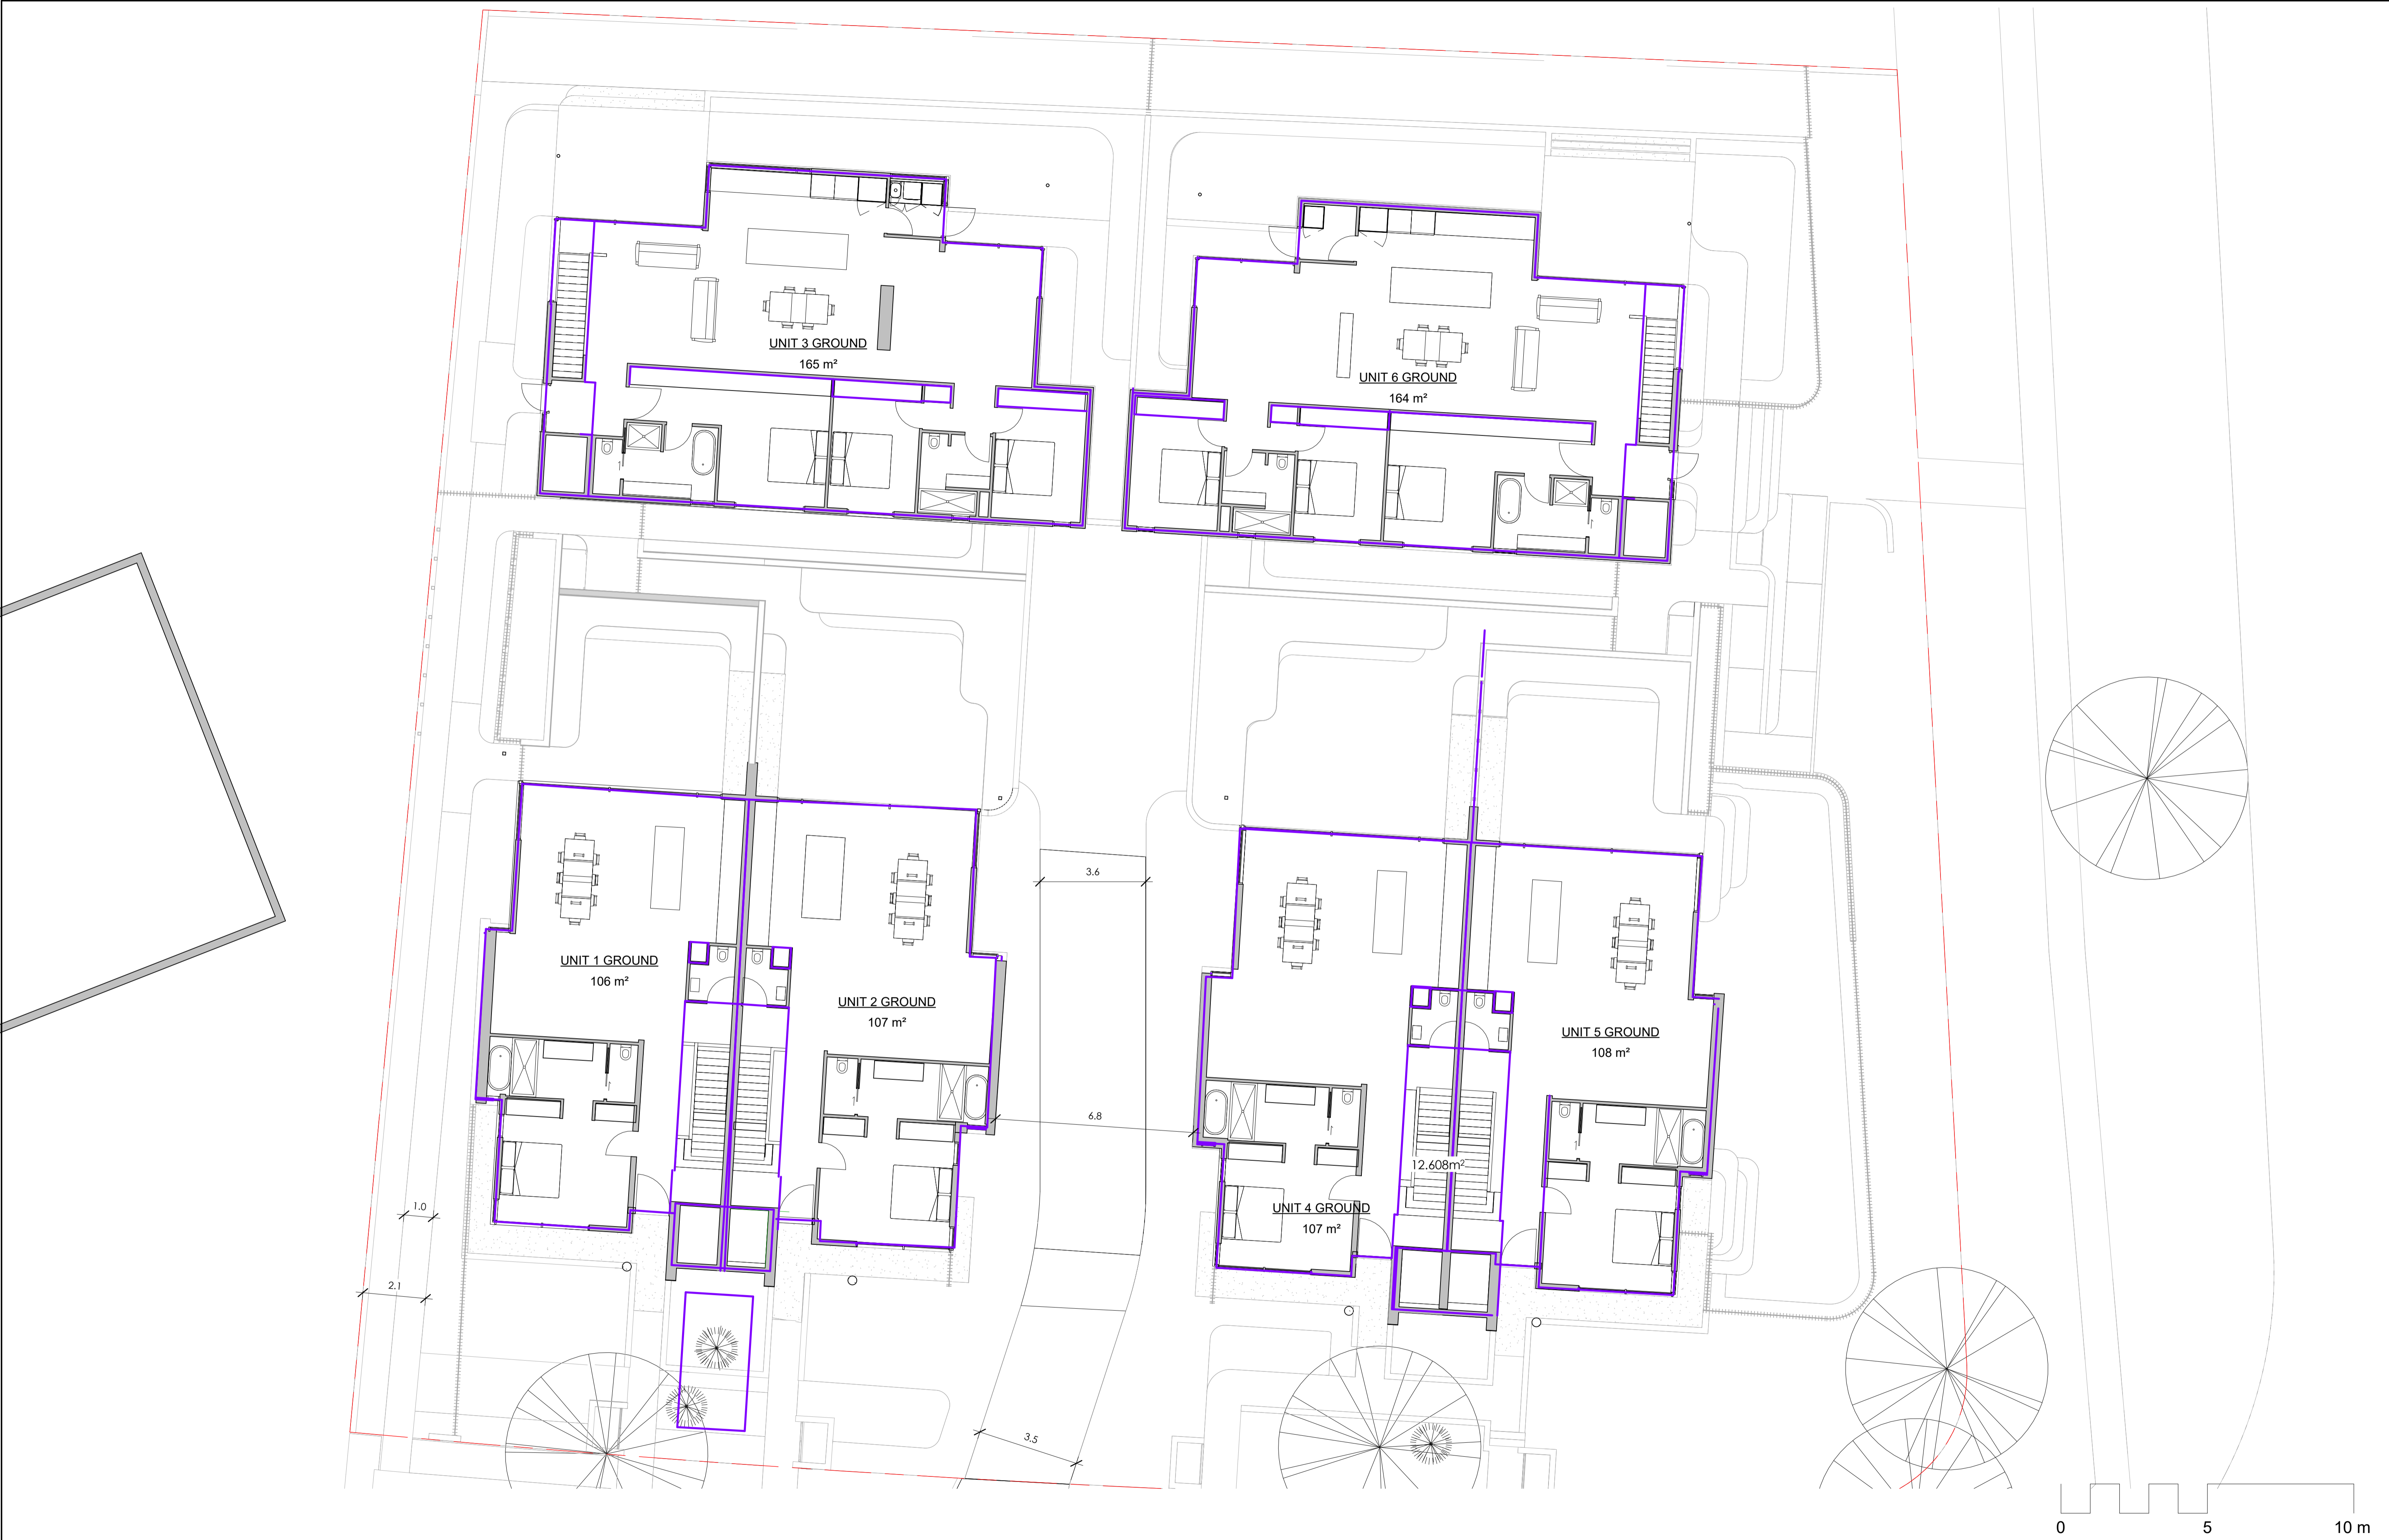 UNIT 3 GROUND
165 m²
UNIT 6 GROUND
164 m²
3.6
UNIT 1 GROUND
106 m²
UNIT 2 GROUND
107 m²
UNIT 5 GROUND
108 m²
6.8
12.608m²
UNIT 4 GROUND
107 m²
1.0
2.1
3.5
0 5 10 m